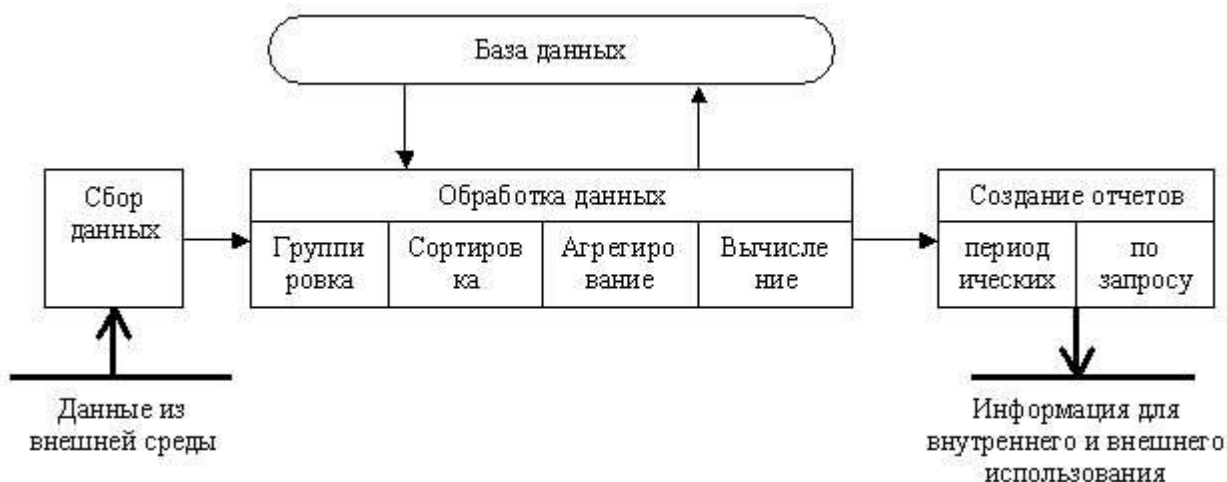 База данных
Сбор
данных
Обработка данных
Группи
ровка
Сортиров
ка
Агрегиро
вание
Вычисле
ние
Создание отчетов
период
ических
по
запросу
Данные из
внешней среды
Информация для
внутреннего и внешнего
использования